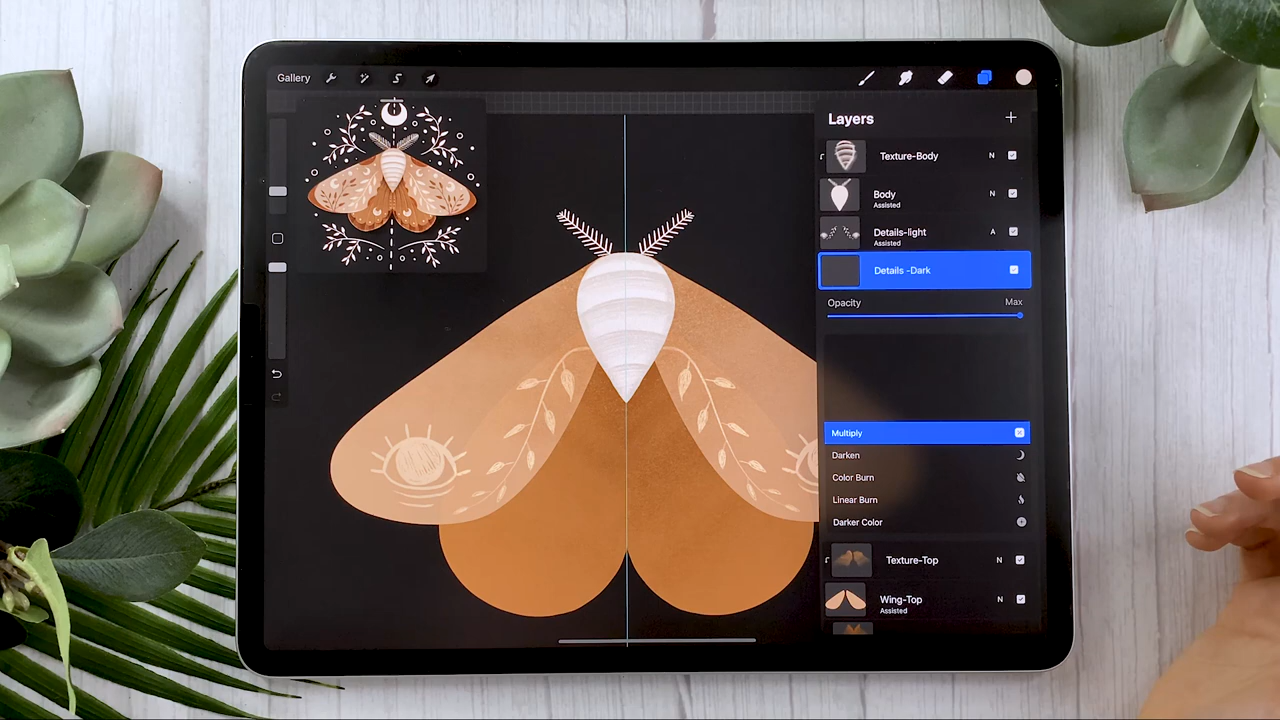 Gallery
Layers
Texture-Body N
Body N
Assisted
Details-light A
Assisted
Details -Dark
Opacity Max
Multiply
Darken
Color Burn
Linear Burn
Darker Color
Texture-Top N
Wing-Top N
Assisted